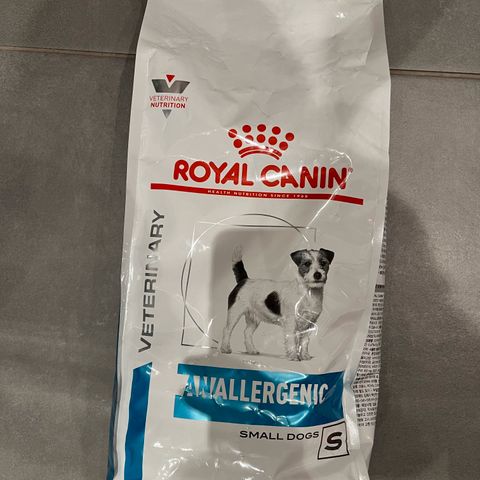 VETERINARY
NUTRITION
ROYAL CANIN
HEALTH NUTRITION SINCE 1968
VETERINARY
ANALLERGENIC
SMALL DOGS S